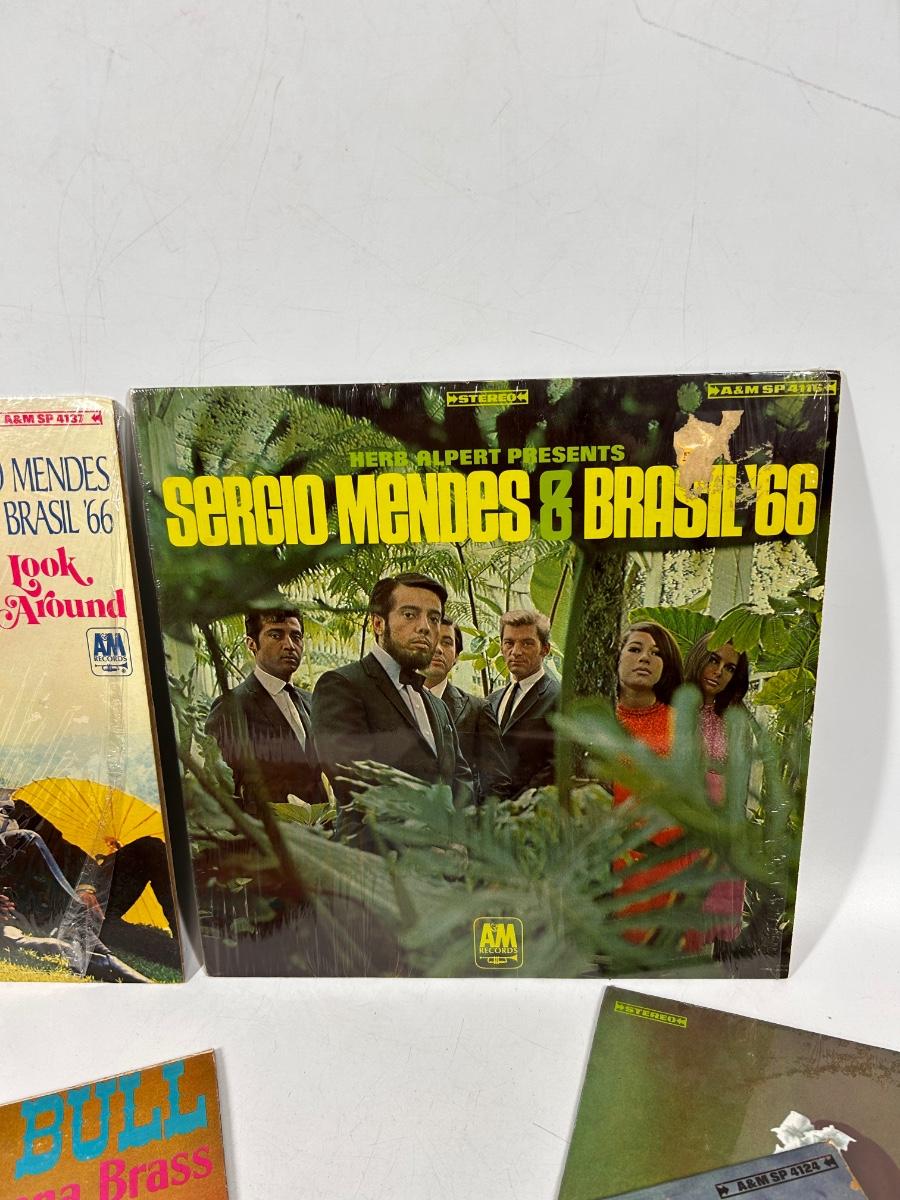 A&M SP 4137
MENDES
BRASIL '66
Look
Around
A&M
RECORDS
STEREO
A&M SP 4116
HERB ALPERT PRESENTS
SERGIO MENDES & BRASIL '66
A&M
RECORDS
BULL
na Brass
STEREO
A&M SP 4124